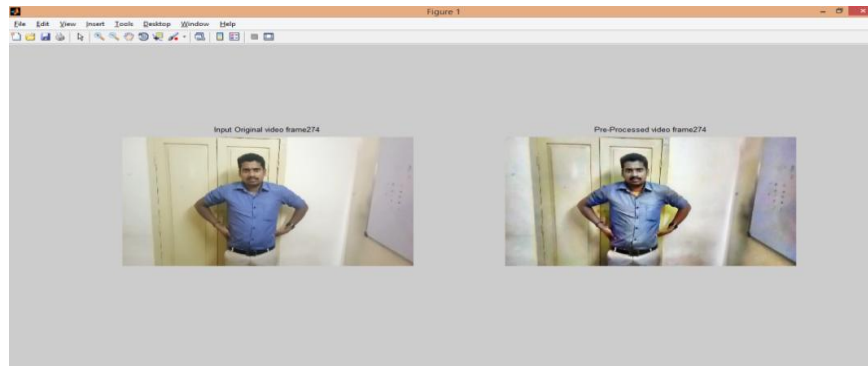 Figure 1
File Edit View Insert Tools Desktop Window Help
Input Original video frame274
Pre-Processed video frame274